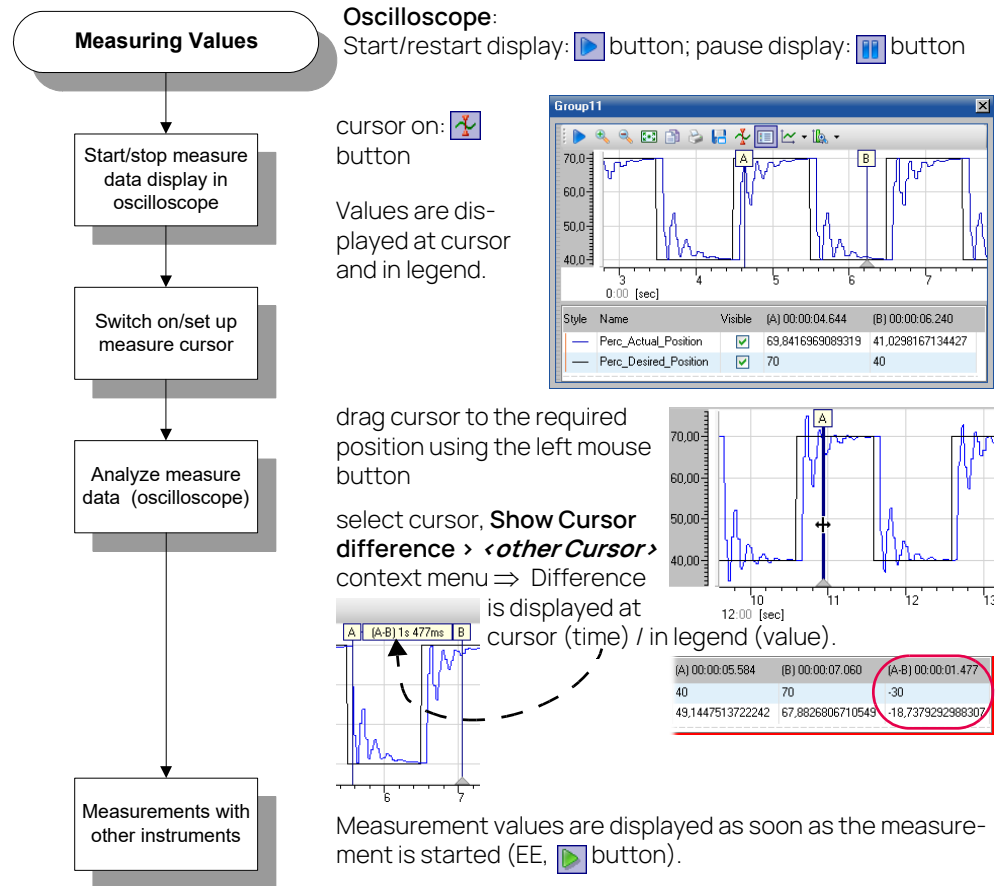 Measuring Values
Oscilloscope:
Start/restart display: button; pause display: button
Start/stop measure
data display in
oscilloscope
cursor on:
button
Values are dis-
played at cursor
and in legend.
Group11
A
B
70,0
60,0
50,0
40,0
3 4 5 6 7
0:00 [sec]
Style Name Visible (A) 00:00:04.644 (B) 00:00:06.240
Perc_Actual_Position 69,8416969089319 41,0298167134427
Perc_Desired_Position 70 40
Switch on/set up
measure cursor
drag cursor to the required
position using the left mouse
button
A
70,00
60,00
50,00
40,00
10 11 12 13
12:00 [sec]
Analyze measure
data (oscilloscope)
select cursor, Show Cursor
difference > <other Cursor>
context menu ⇒ Difference
is displayed at
cursor (time) / in legend (value).
A (A-B) 1s 477ms B
6 7
(A) 00:00:05.584 (B) 00:00:07.060 (A-B) 00:00:01.477
40 70 -30
49,1447513722242 67,8826806710549 -18,7379292988307
Measurements with
other instruments
Measurement values are displayed as soon as the measure-
ment is started (EE, button).